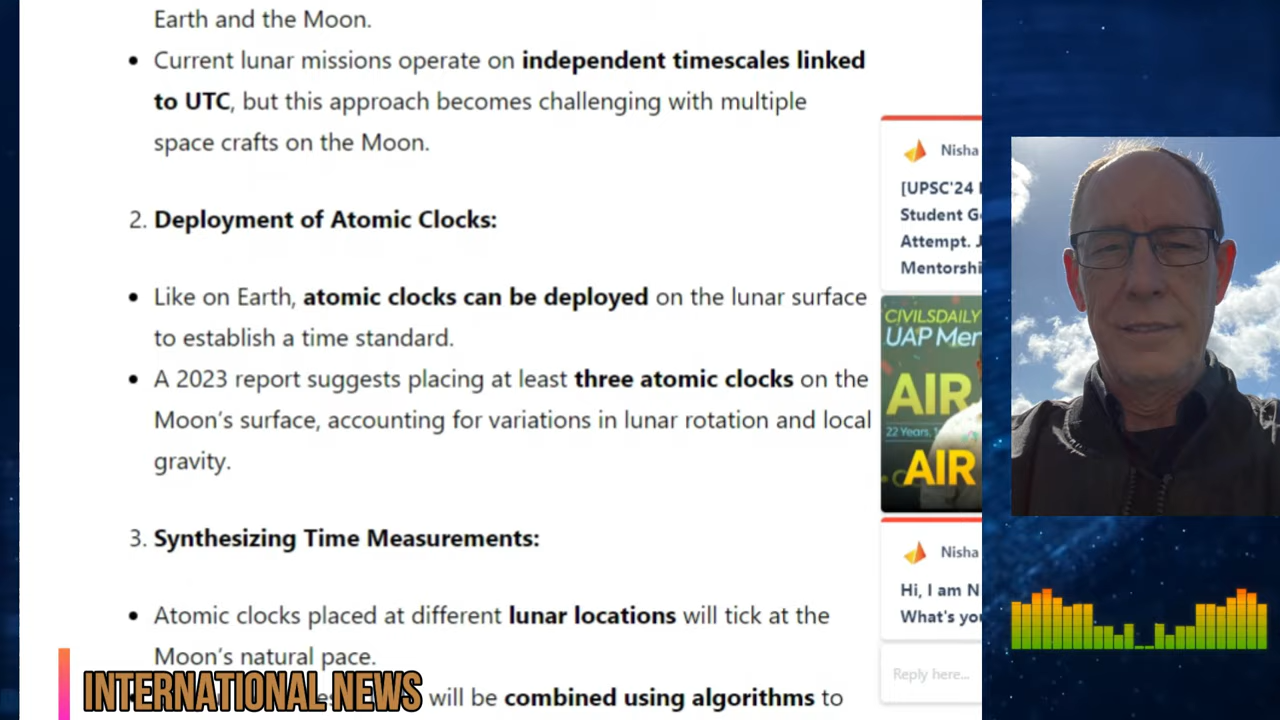 Earth and the Moon.
• Current lunar missions operate on independent timescales linked
to UTC, but this approach becomes challenging with multiple
space crafts on the Moon.
2. Deployment of Atomic Clocks:
• Like on Earth, atomic clocks can be deployed on the lunar surface
to establish a time standard.
• A 2023 report suggests placing at least three atomic clocks on the
Moon's surface, accounting for variations in lunar rotation and local
gravity.
3. Synthesizing Time Measurements:
• Atomic clocks placed at different lunar locations will tick at the
Moon's natural pace.
will be combined using algorithms to
Nisha
[UPSC'24
Student G
Attempt. J
Mentorshi
CIVILSDAILY
UAP Mer
AIR
22 Years,
AIR
Nisha
Hi, I am N
What's you
Reply here...
INTERNATIONAL NEWS